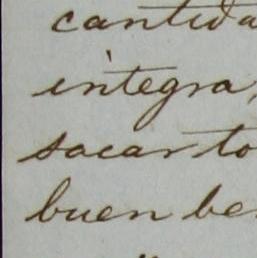 cantida
integra,
sacar to
buen be